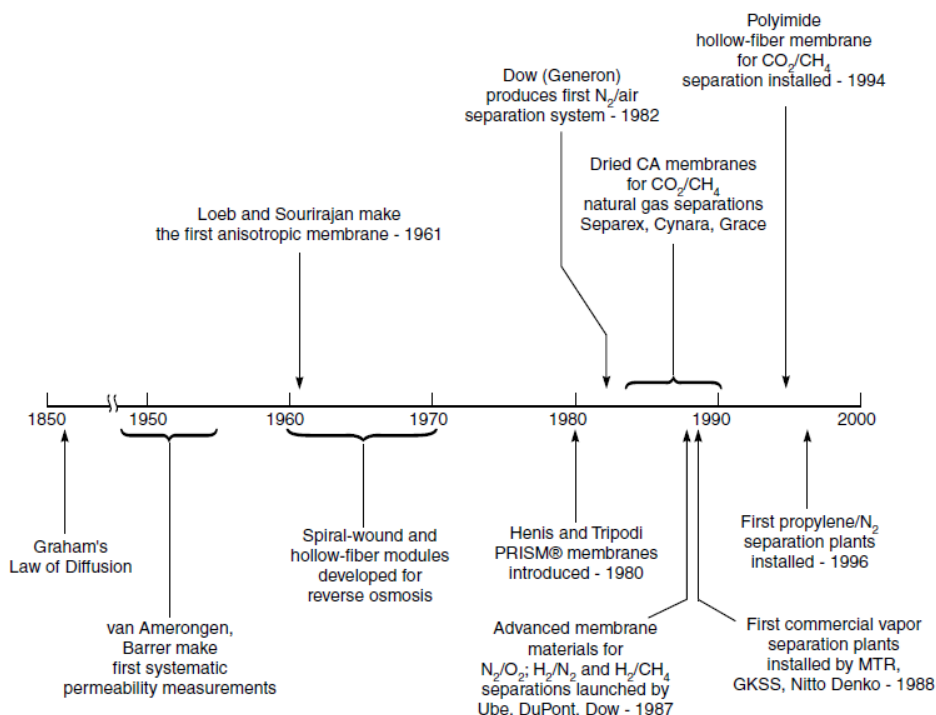 Polyimide
hollow-fiber membrane
for CO₂/CH₄
separation installed - 1994
Dow (Generon)
produces first N₂/air
separation system - 1982
Dried CA membranes
for CO₂/CH₄
natural gas separations
Separex, Cynara, Grace
Loeb and Sourirajan make
the first anisotropic membrane - 1961
1850 1950 1960 1970 1980 1990 2000
Graham's
Law of Diffusion
van Amerongen,
Barrer make
first systematic
permeability measurements
Spiral-wound and
hollow-fiber modules
developed for
reverse osmosis
Henis and Tripodi
PRISM® membranes
introduced - 1980
Advanced membrane
materials for
N₂/O₂; H₂/N₂ and H₂/CH₄
separations launched by
Ube, DuPont, Dow - 1987
First propylene/N₂
separation plants
installed - 1996
First commercial vapor
separation plants
installed by MTR,
GKSS, Nitto Denko - 1988